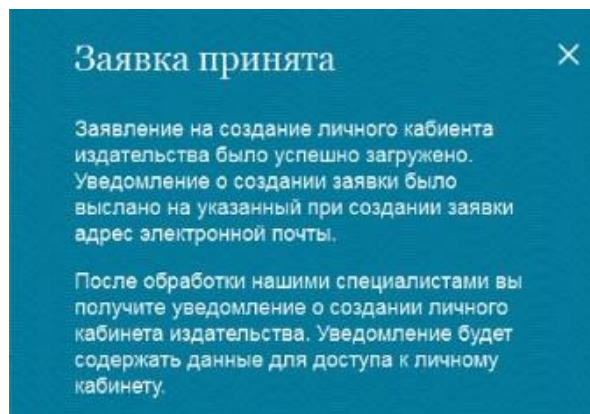 Заявка принята
Заявление на создание личного кабиента
издательства было успешно загружено.
Уведомление о создании заявки было
выслано на указанный при создании заявки
адрес электронной почты.
После обработки нашими специалистами вы
получите уведомление о создании личного
кабинета издательства. Уведомление будет
содержать данные для доступа к личному
кабинету.